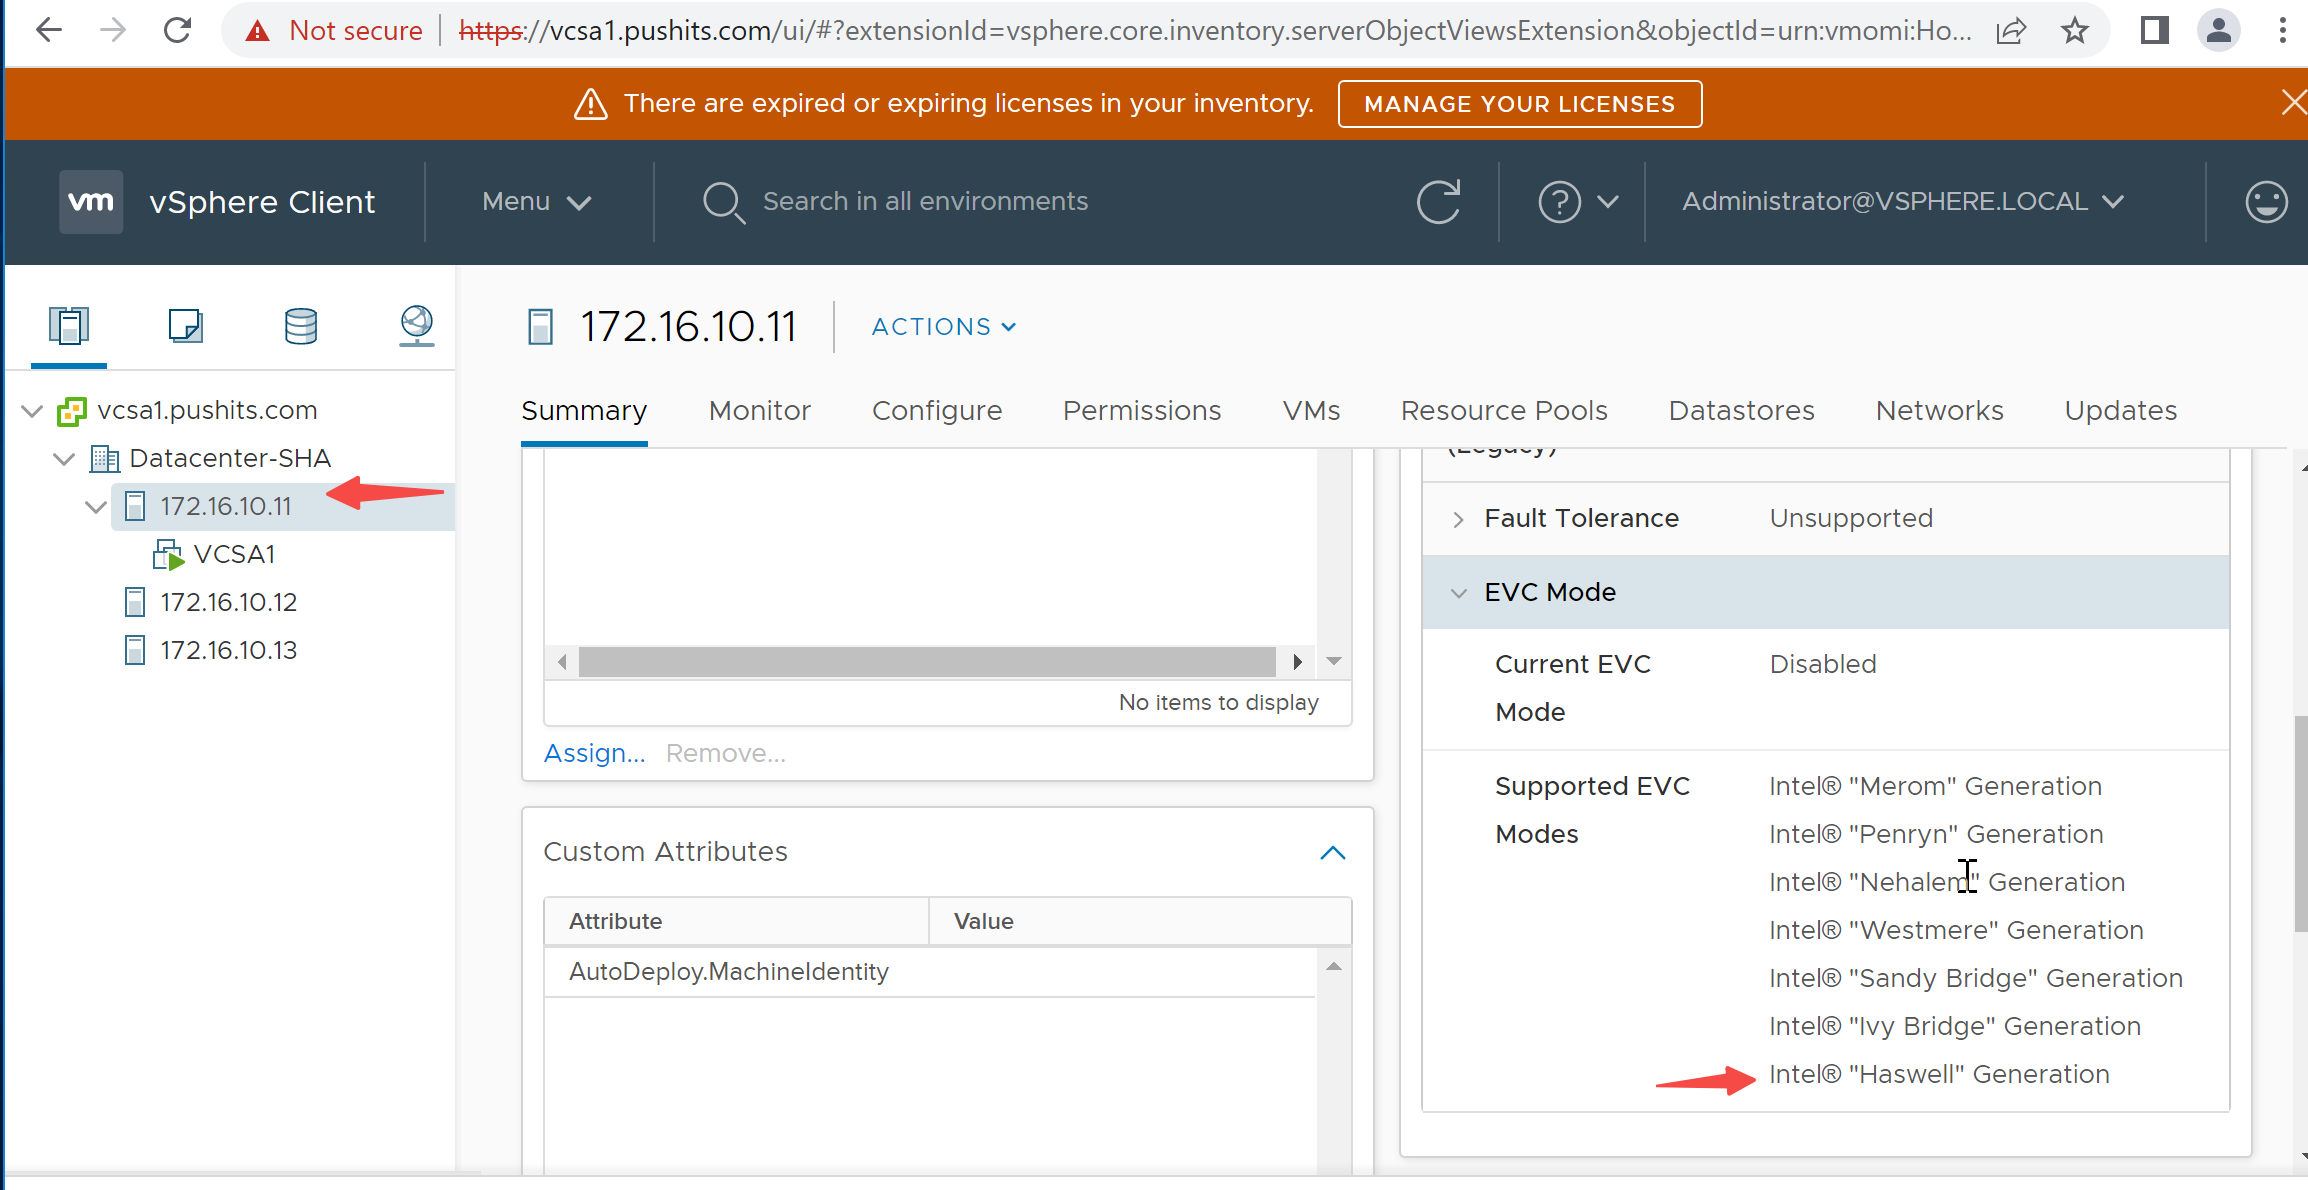 Not secure https://vcsa1.pushits.com/ui/#?extensionId=vsphere.core.inventory.serverObjectViewsExtension&objectId=urn:vmomi:Ho...
There are expired or expiring licenses in your inventory. MANAGE YOUR LICENSES
vm vSphere Client Menu Search in all environments Administrator@VSPHERE.LOCAL
172.16.10.11 ACTIONS
Summary Monitor Configure Permissions VMs Resource Pools Datastores Networks Updates
vcsa1.pushits.com
Datacenter-SHA
172.16.10.11
VCSA1
172.16.10.12
172.16.10.13
No items to display
Assign... Remove...
Custom Attributes
Attribute Value
AutoDeploy.MachineIdentity
(Legacy)
Fault Tolerance Unsupported
EVC Mode
Current EVC Mode Disabled
Supported EVC Modes
Intel® "Merom" Generation
Intel® "Penryn" Generation
Intel® "Nehalem" Generation
Intel® "Westmere" Generation
Intel® "Sandy Bridge" Generation
Intel® "Ivy Bridge" Generation
Intel® "Haswell" Generation